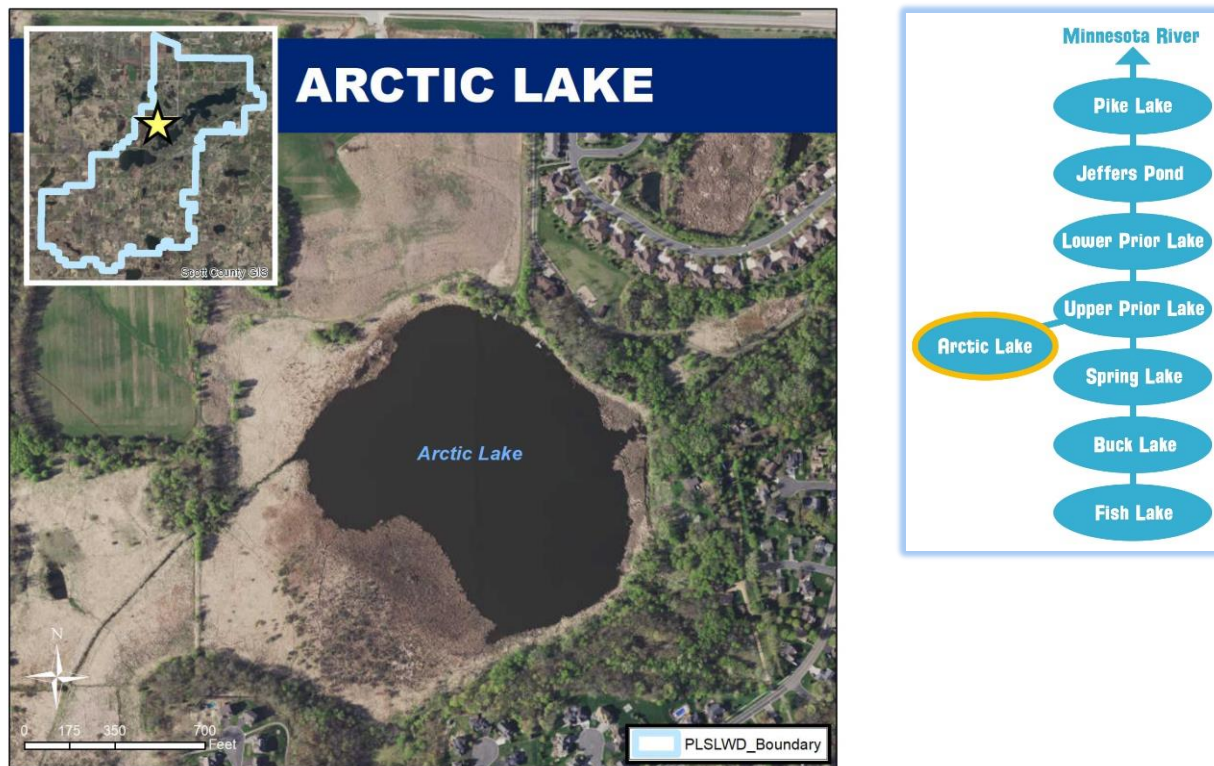 ARCTIC LAKE
Scott County GIS
Arctic Lake
N
0 175 350 700
Feet
PLSLWD_Boundary
Minnesota River
Pike Lake
Jeffers Pond
Lower Prior Lake
Upper Prior Lake
Arctic Lake
Spring Lake
Buck Lake
Fish Lake